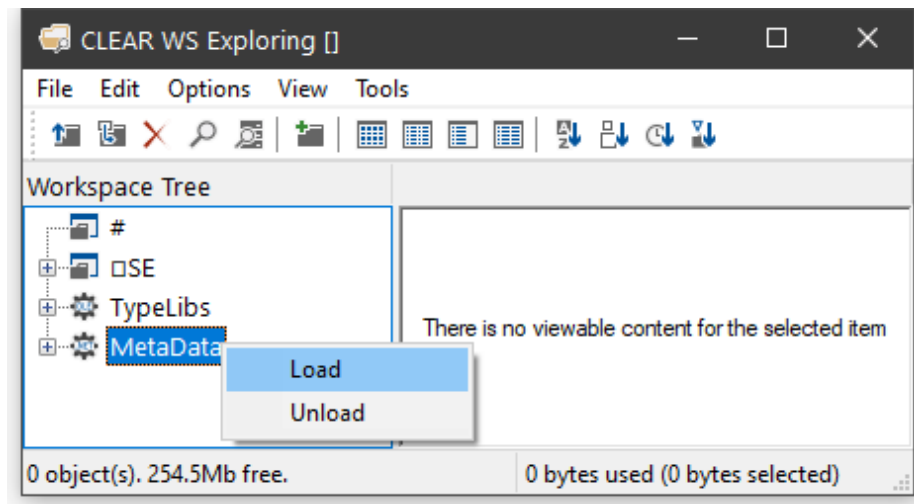 CLEAR WS Exploring []
File Edit Options View Tools
Workspace Tree
#
⎕SE
TypeLibs
MetaData
There is no viewable content for the selected item
Load
Unload
0 object(s). 254.5Mb free.
0 bytes used (0 bytes selected)